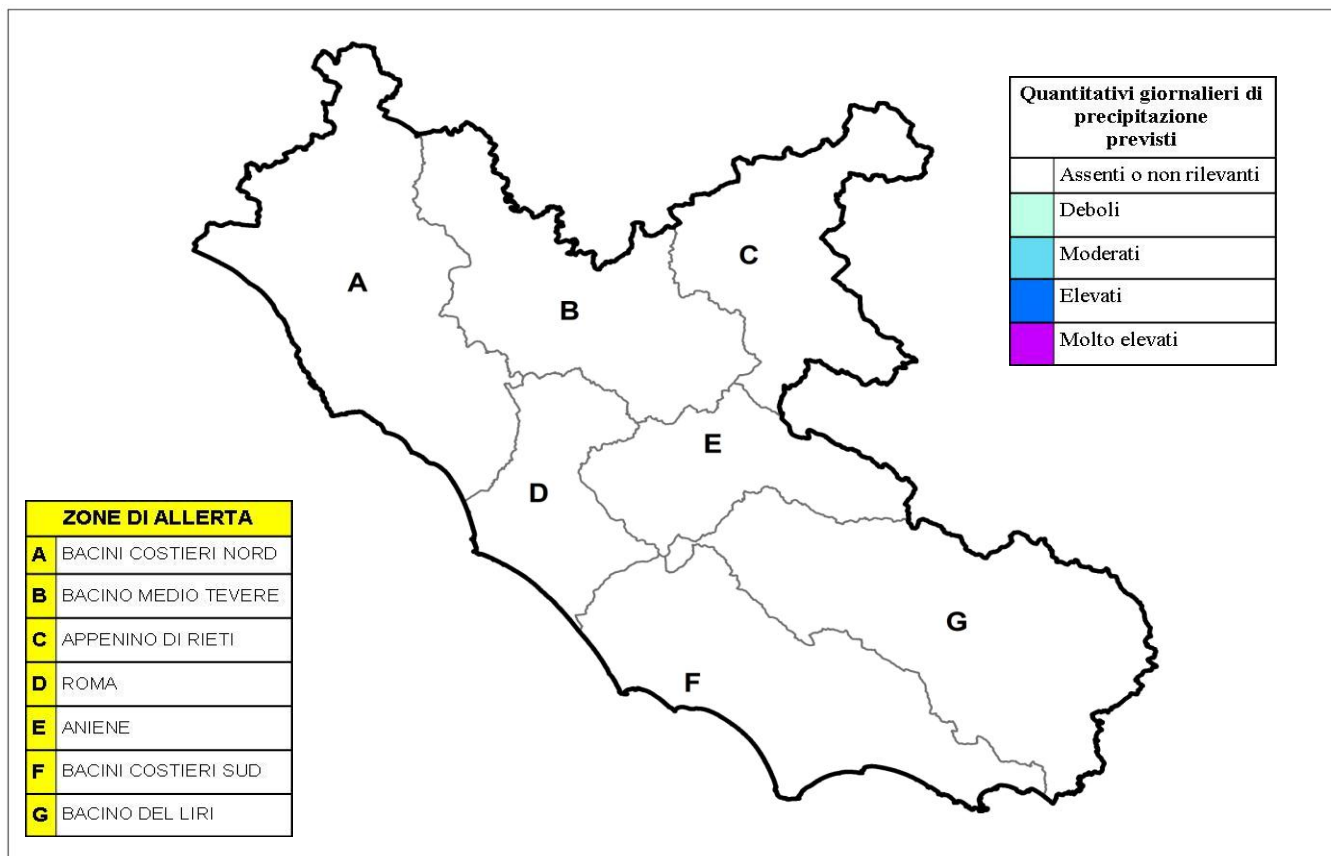 Quantitativi giornalieri di
precipitazione
previsti
Assenti o non rilevanti
Deboli
Moderati
Elevati
Molto elevati
A
B
C
D
E
F
G
ZONE DI ALLERTA
A BACINI COSTIERI NORD
B BACINO MEDIO TEVERE
C APPENINO DI RIETI
D ROMA
E ANIENE
F BACINI COSTIERI SUD
G BACINO DEL LIRI